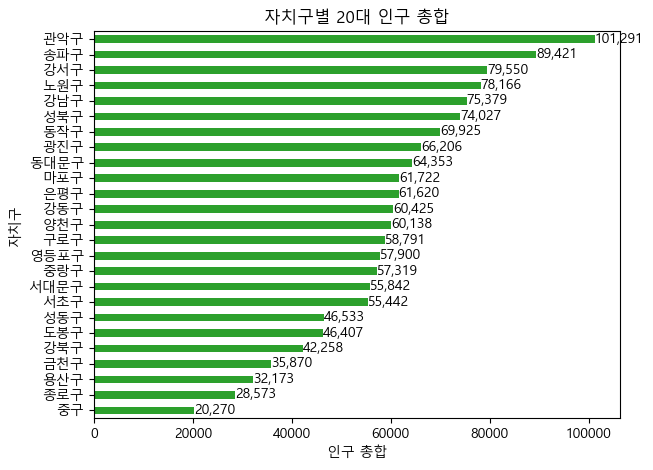 자치구별 20대 인구 총합
자치구
관악구 101,291
송파구 89,421
강서구 79,550
노원구 78,166
강남구 75,379
성북구 74,027
동작구 69,925
광진구 66,206
동대문구 64,353
마포구 61,722
은평구 61,620
강동구 60,425
양천구 60,138
구로구 58,791
영등포구 57,900
중랑구 57,319
서대문구 55,842
서초구 55,442
성동구 46,533
도봉구 46,407
강북구 42,258
금천구 35,870
용산구 32,173
종로구 28,573
중구 20,270
0 20000 40000 60000 80000 100000
인구 총합